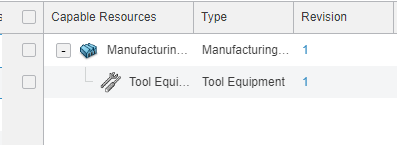 Capable Resources Type Revision
Manufacturin... Manufacturing... 1
Tool Equi... Tool Equipment 1